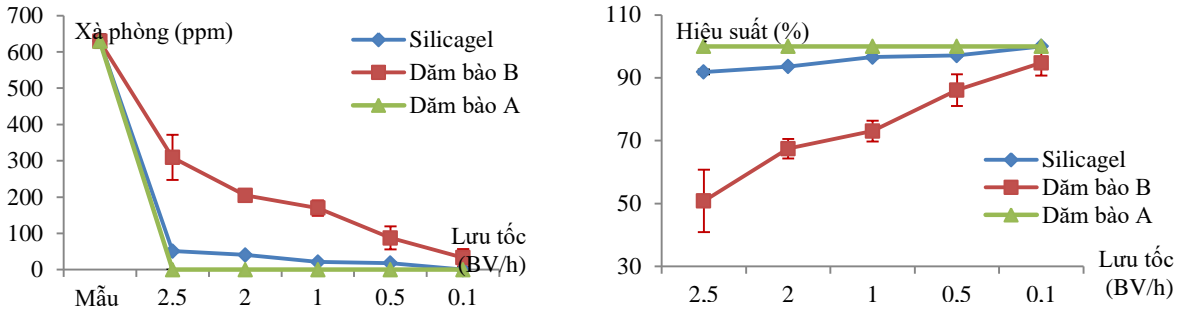 Xà phòng (ppm)
700
600
500
400
300
200
100
0
Silicagel
Dăm bào B
Dăm bào A
Lưu tốc
(BV/h)
Mẫu
2.5
2
1
0.5
0.1
Hiệu suất (%)
110
90
70
50
30
Silicagel
Dăm bào B
Dăm bào A
Lưu tốc
(BV/h)
2.5
2
1
0.5
0.1